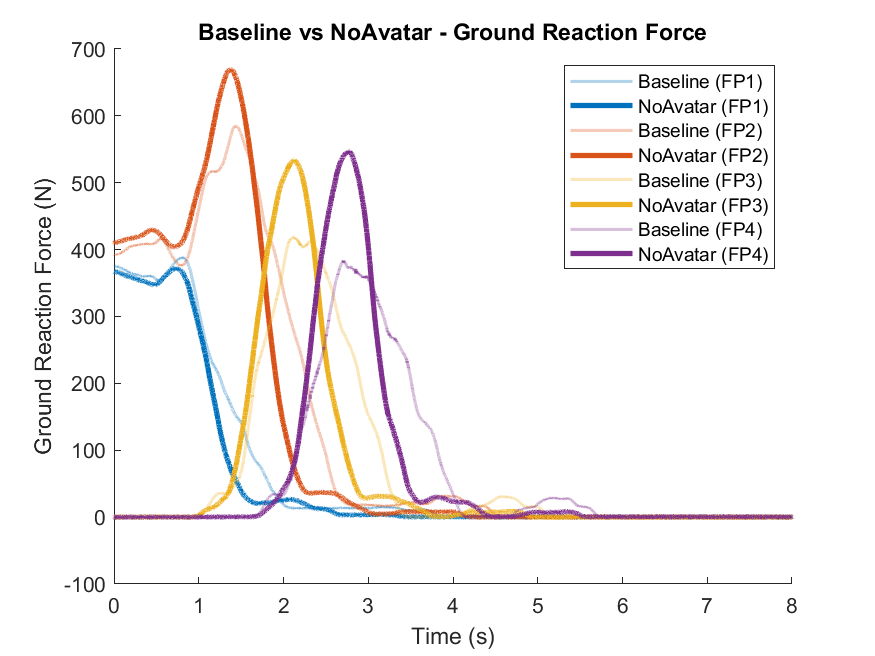 Baseline vs NoAvatar - Ground Reaction Force
700
600
500
400
300
200
100
0
-100
Ground Reaction Force (N)
Baseline (FP1)
NoAvatar (FP1)
Baseline (FP2)
NoAvatar (FP2)
Baseline (FP3)
NoAvatar (FP3)
Baseline (FP4)
NoAvatar (FP4)
0 1 2 3 4 5 6 7 8
Time (s)